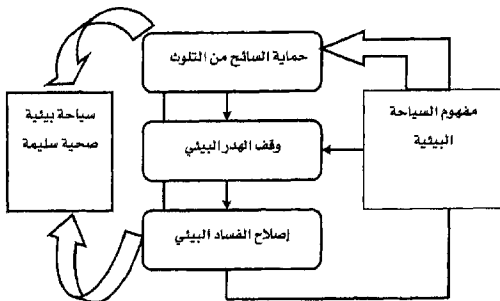 حماية السائح من التلوث
مفهوم السياحة
البيئية
وقف الهدر البيئي
إصلاح الفساد البيئي
سياحة بيئية
صحية سليمة